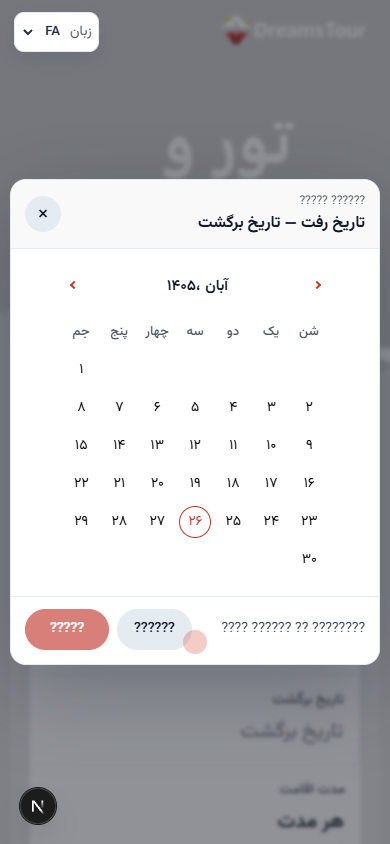 زبان FA
DreamsTour
تور و
?????? ?????
تاریخ رفت — تاریخ برگشت
×
آبان ،۱۴۰۵
شن یک دو سه چهار پنج جم
۱
۲ ۳ ۴ ۵ ۶ ۷ ۸
۹ ۱۰ ۱۱ ۱۲ ۱۳ ۱۴ ۱۵
۱۶ ۱۷ ۱۸ ۱۹ ۲۰ ۲۱ ۲۲
۲۳ ۲۴ ۲۵ ۲۶ ۲۷ ۲۸ ۲۹
۳۰
???????? ?? ?????? ????
??????
?????
تاریخ برگشت
تاریخ برگشت
مدت اقامت
هر مدت
N